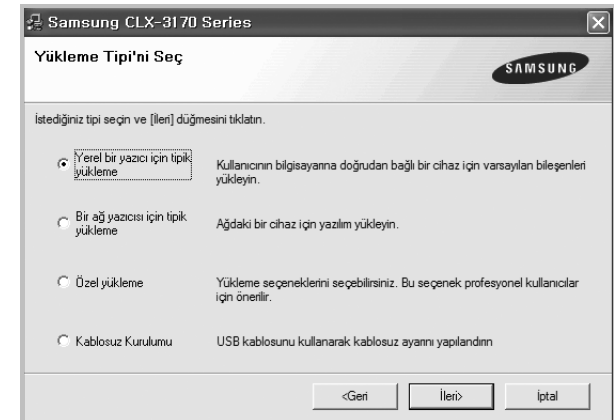 Samsung CLX-3170 Series
Yükleme Tipi'ni Seç
SAMSUNG
İstediğiniz tipi seçin ve [İleri] düğmesini tıklatın.
Yerel bir yazıcı için tipik
yükleme
Kullanıcının bilgisayarına doğrudan bağlı bir cihaz için varsayılan bileşenleri
yükleyin.
Bir ağ yazıcısı için tipik
yükleme
Ağdaki bir cihaz için yazılım yükleyin.
Özel yükleme
Yükleme seçeneklerini seçebilirsiniz. Bu seçenek profesyonel kullanıcılar
için önerilir.
Kablosuz Kurulumu
USB kablosunu kullanarak kablosuz ayarını yapılandırın
<Geri
İleri>
İptal